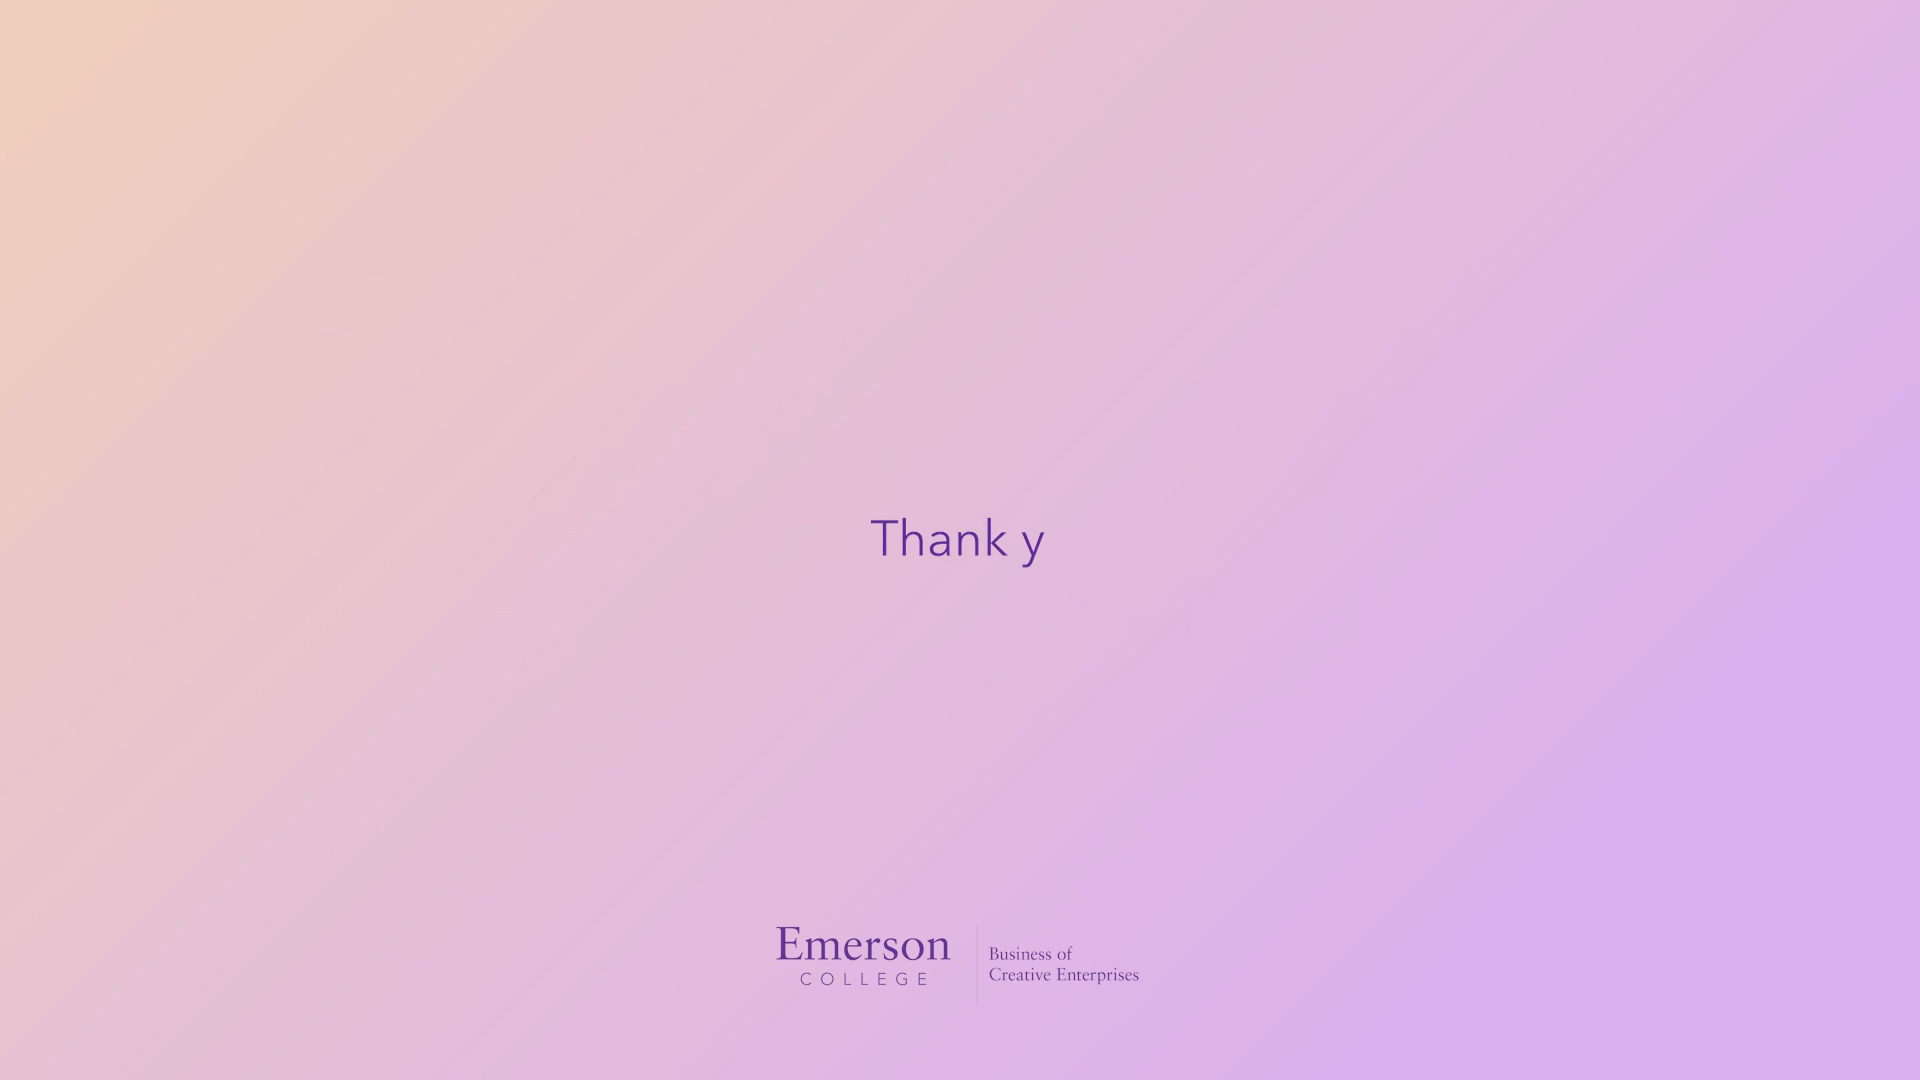 Thank y
Emerson
COLLEGE
Business of
Creative Enterprises